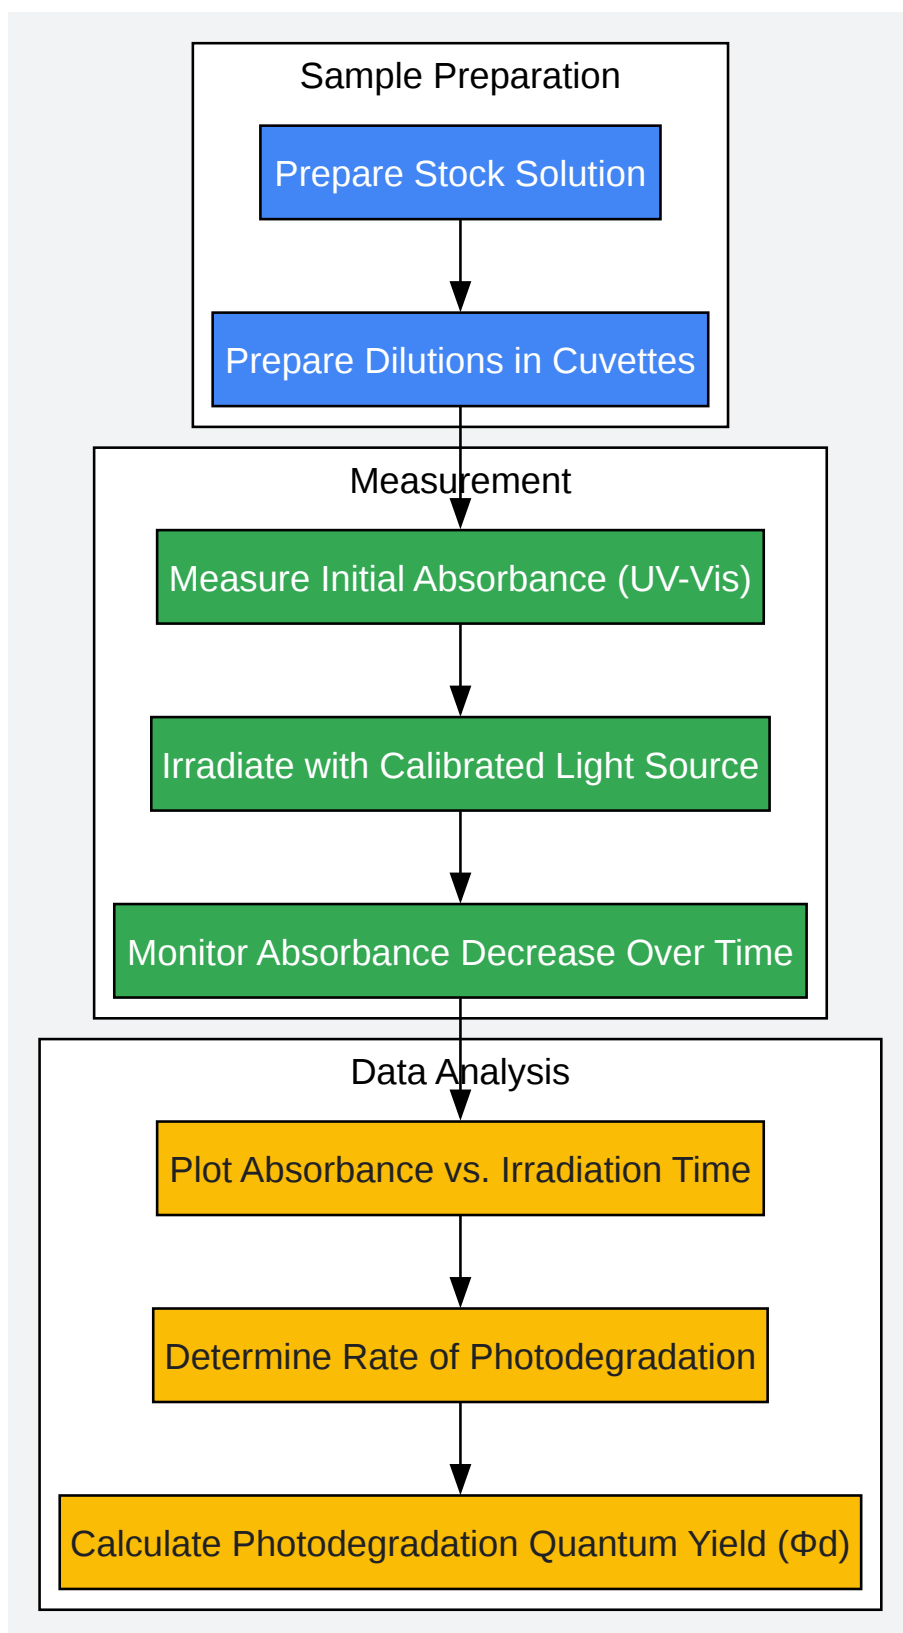 Sample Preparation
Prepare Stock Solution
Prepare Dilutions in Cuvettes
Measurement
Measure Initial Absorbance (UV-Vis)
Irradiate with Calibrated Light Source
Monitor Absorbance Decrease Over Time
Data Analysis
Plot Absorbance vs. Irradiation Time
Determine Rate of Photodegradation
Calculate Photodegradation Quantum Yield (Φd)